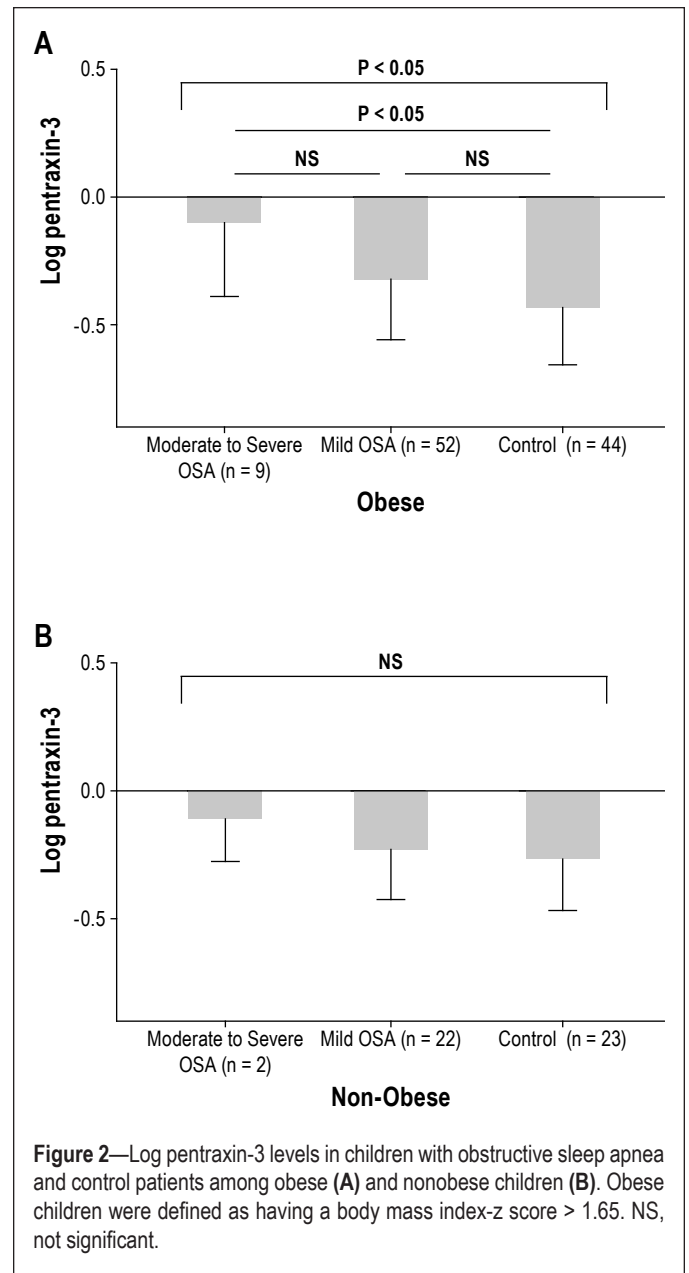 A
0.5
P < 0.05
P < 0.05
NS NS
0.0
Log pentraxin-3
-0.5
Moderate to Severe OSA (n = 9)
Mild OSA (n = 52)
Control (n = 44)
Obese
B
0.5
NS
0.0
Log pentraxin-3
-0.5
Moderate to Severe OSA (n = 2)
Mild OSA (n = 22)
Control (n = 23)
Non-Obese
Figure 2—Log pentraxin-3 levels in children with obstructive sleep apnea
and control patients among obese (A) and nonobese children (B). Obese
children were defined as having a body mass index-z score > 1.65. NS,
not significant.